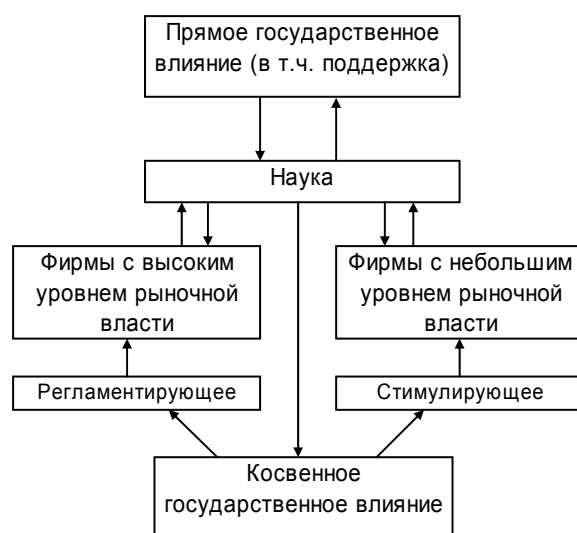 Прямое государственное
влияние (в т.ч. поддержка)
Наука
Фирмы с высоким
уровнем рыночной
власти
Фирмы с небольшим
уровнем рыночной
власти
Регламентирующее
Стимулирующее
Косвенное
государственное влияние